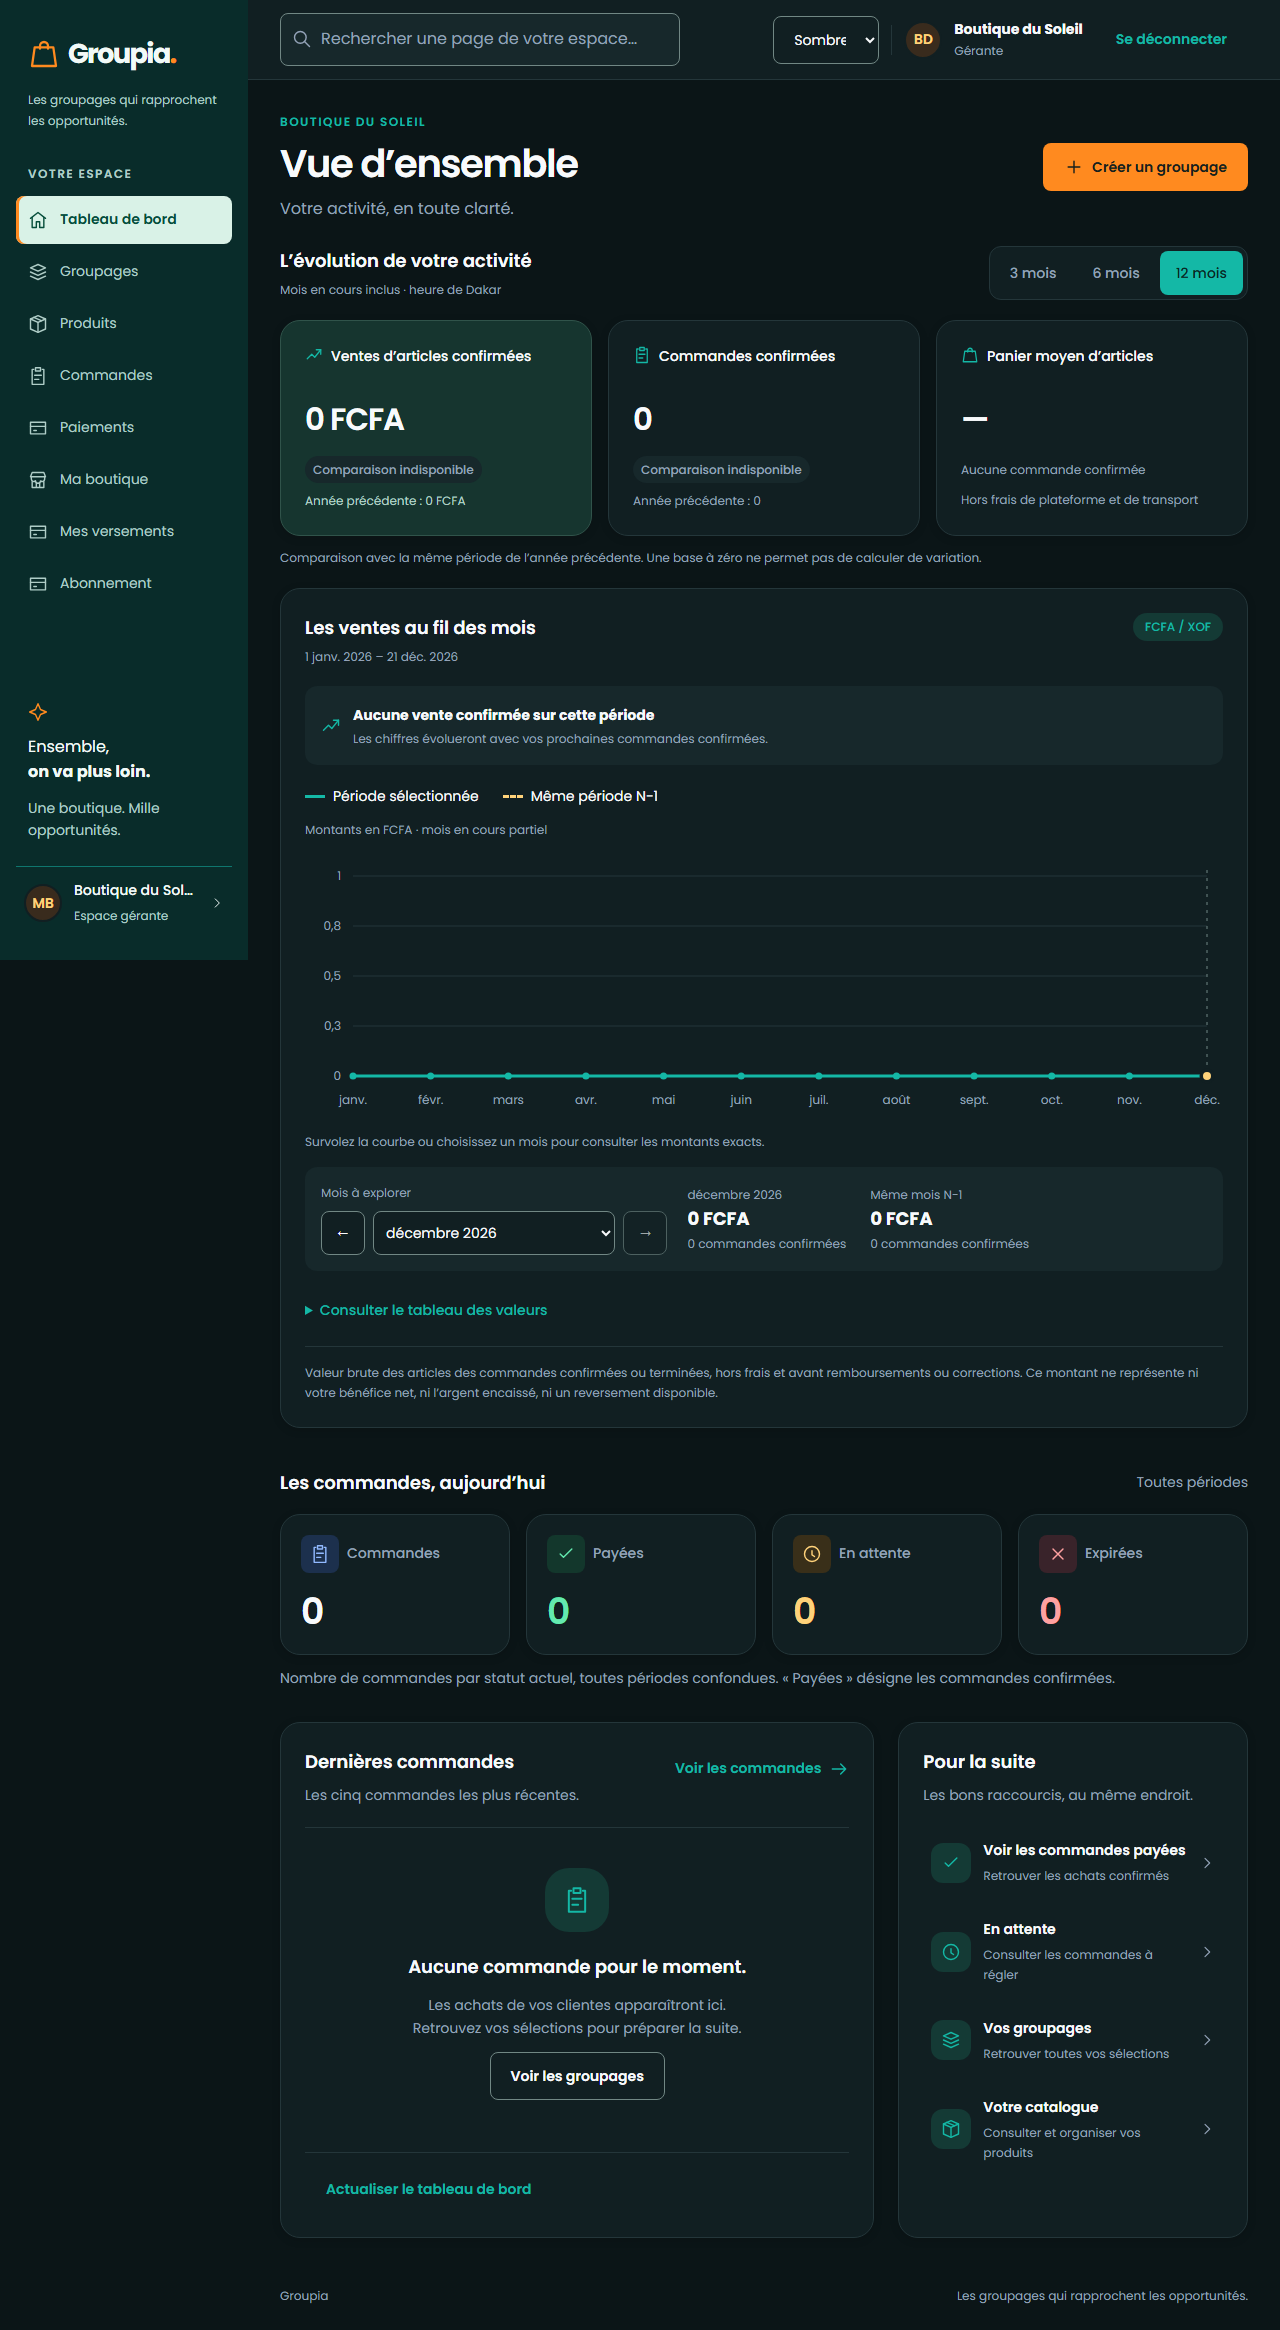 Groupia.
Les groupages qui rapprochent
les opportunités.
VOTRE ESPACE
Tableau de bord
Groupages
Produits
Commandes
Paiements
Ma boutique
Mes versements
Abonnement
Ensemble,
on va plus loin.
Une boutique. Mille
opportunités.
MB
Boutique du Sol...
Espace gérante
Rechercher une page de votre espace...
Sombre
BD
Boutique du Soleil
Gérante
Se déconnecter
BOUTIQUE DU SOLEIL
Vue d’ensemble
Votre activité, en toute clarté.
Créer un groupage
L’évolution de votre activité
Mois en cours inclus · heure de Dakar
3 mois
6 mois
12 mois
Ventes d’articles confirmées
0 FCFA
Comparaison indisponible
Année précédente : 0 FCFA
Commandes confirmées
0
Comparaison indisponible
Année précédente : 0
Panier moyen d’articles
—
Aucune commande confirmée
Hors frais de plateforme et de transport
Comparaison avec la même période de l’année précédente. Une base à zéro ne permet pas de calculer de variation.
Les ventes au fil des mois
1 janv. 2026 – 21 déc. 2026
FCFA / XOF
Aucune vente confirmée sur cette période
Les chiffres évolueront avec vos prochaines commandes confirmées.
Période sélectionnée
Même période N-1
Montants en FCFA · mois en cours partiel
1
0,8
0,5
0,3
0
janv.
févr.
mars
avr.
mai
juin
juil.
août
sept.
oct.
nov.
déc.
Survolez la courbe ou choisissez un mois pour consulter les montants exacts.
Mois à explorer
←
décembre 2026
→
décembre 2026
0 FCFA
0 commandes confirmées
Même mois N-1
0 FCFA
0 commandes confirmées
Consulter le tableau des valeurs
Valeur brute des articles des commandes confirmées ou terminées, hors frais et avant remboursements ou corrections. Ce montant ne représente ni
votre bénéfice net, ni l’argent encaissé, ni un reversement disponible.
Les commandes, aujourd’hui
Toutes périodes
Commandes
0
Payées
0
En attente
0
Expirées
0
Nombre de commandes par statut actuel, toutes périodes confondues. « Payées » désigne les commandes confirmées.
Dernières commandes
Les cinq commandes les plus récentes.
Voir les commandes
Aucune commande pour le moment.
Les achats de vos clientes apparaîtront ici.
Retrouvez vos sélections pour préparer la suite.
Voir les groupages
Actualiser le tableau de bord
Pour la suite
Les bons raccourcis, au même endroit.
Voir les commandes payées
Retrouver les achats confirmés
En attente
Consulter les commandes à
régler
Vos groupages
Retrouver toutes vos sélections
Votre catalogue
Consulter et organiser vos
produits
Groupia
Les groupages qui rapprochent les opportunités.